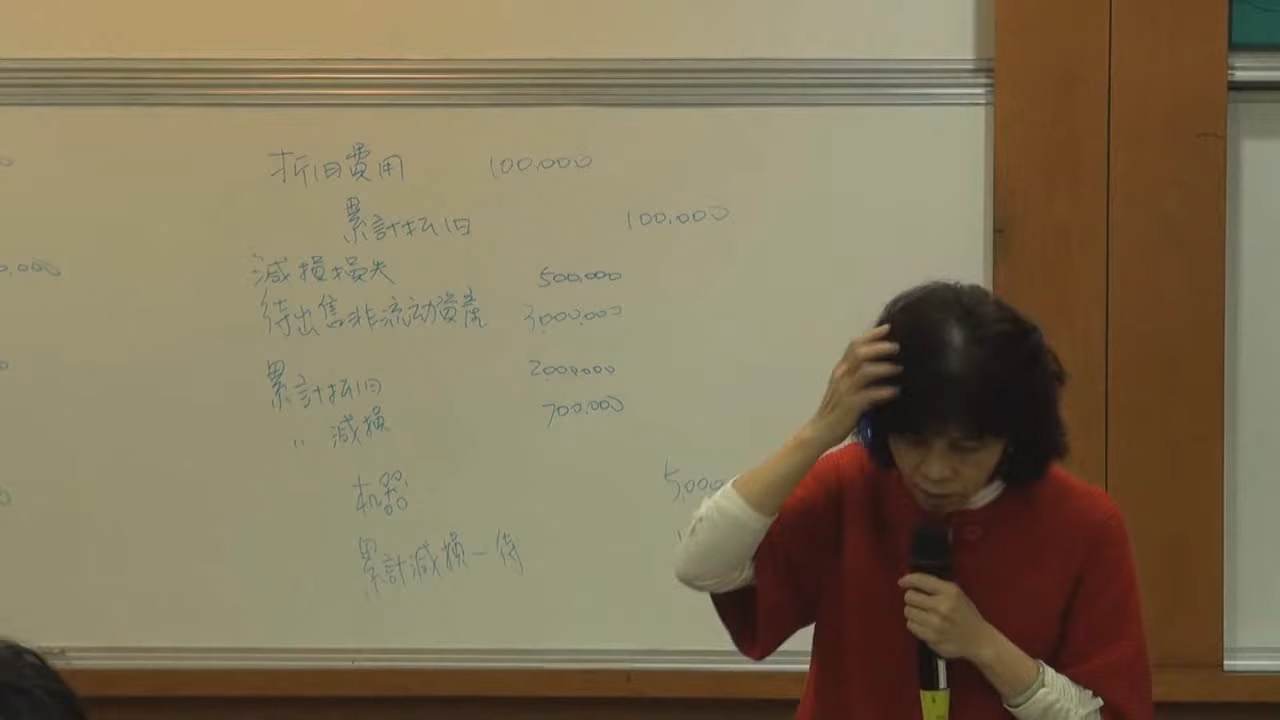 折旧費用 100,000
累計折旧 100,000
減損損失 500,000
待出售非流动資產 3,000,000
累計折旧 2,000,000
〃 減損 700,000
机器 5,000
累計減損-待